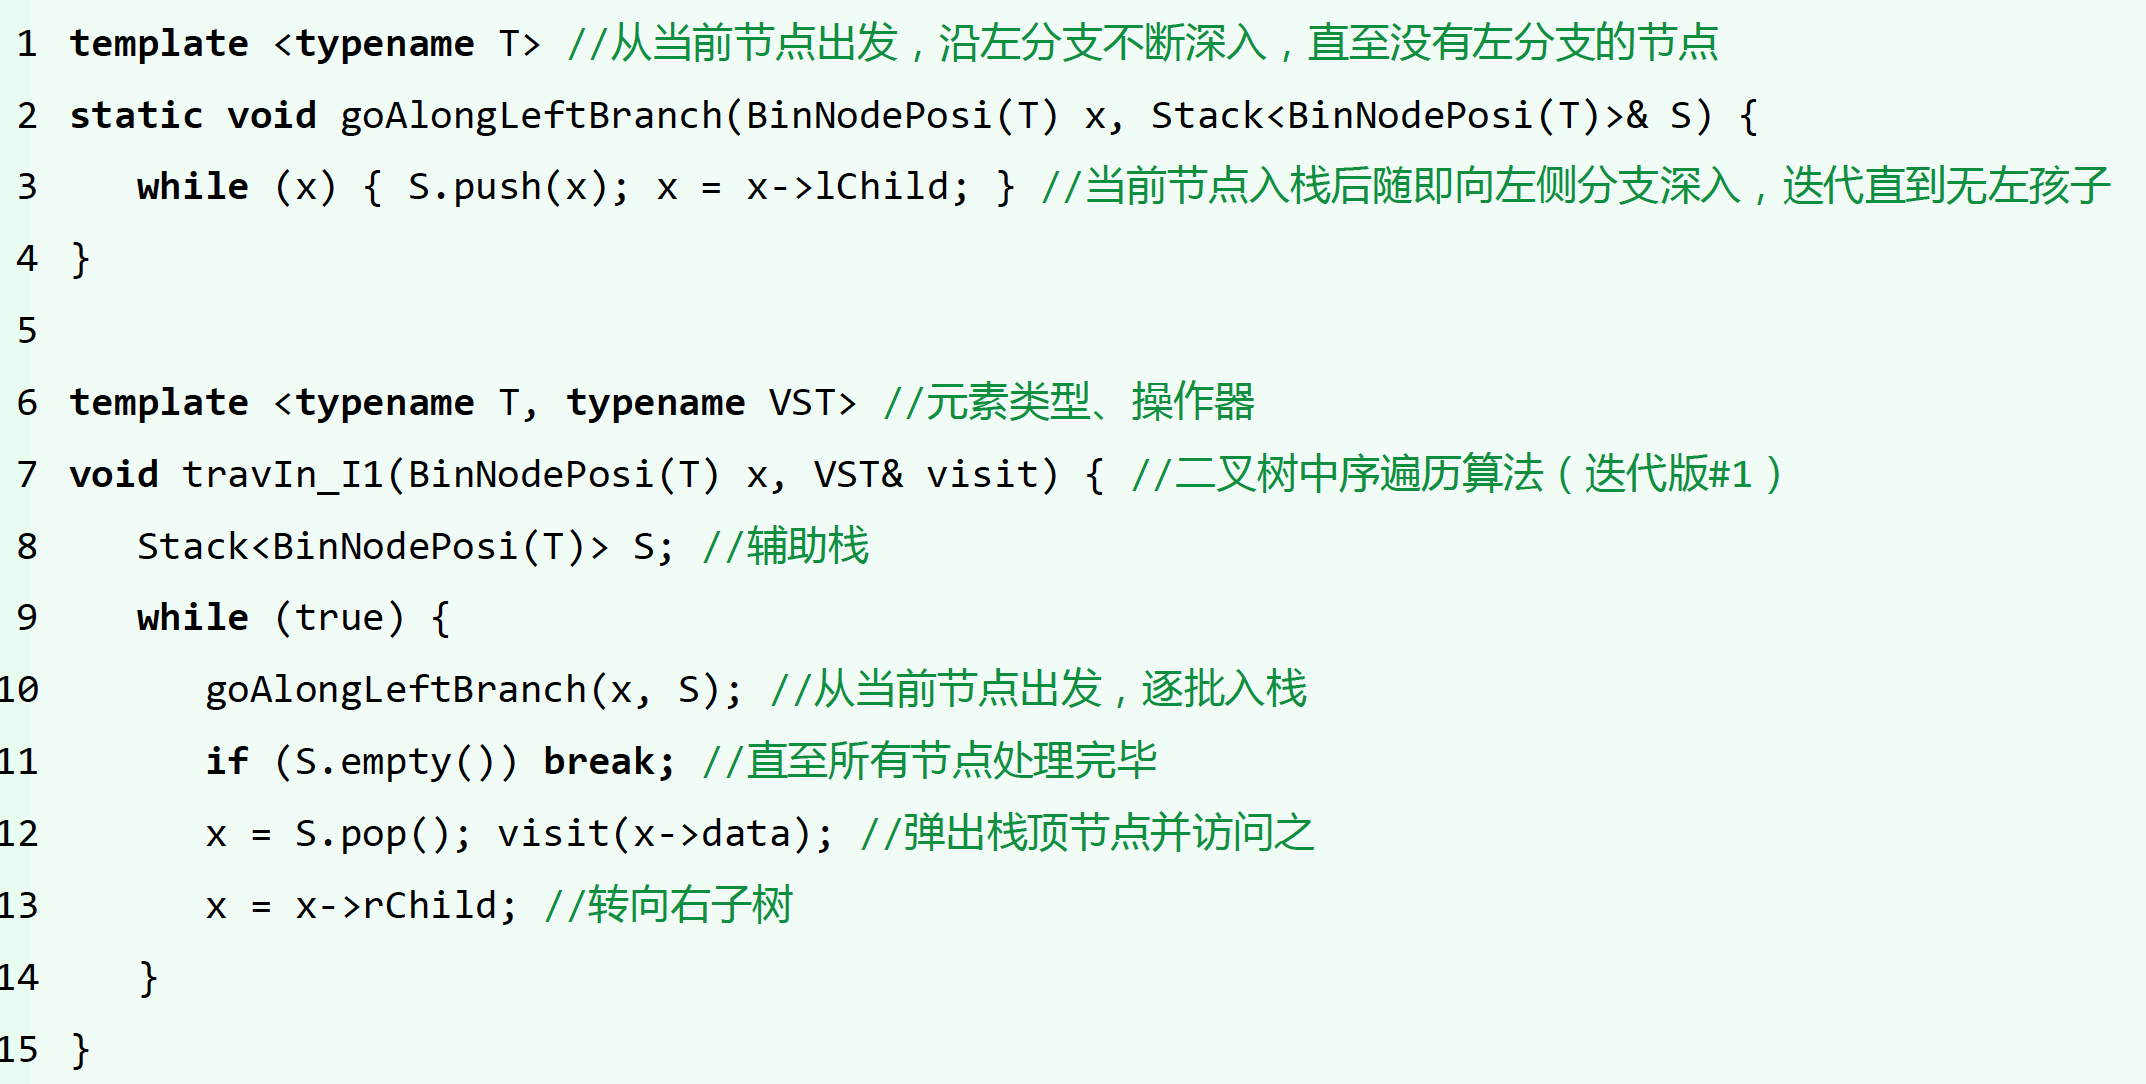 1 template <typename T> //从当前节点出发，沿左分支不断深入，直至没有左分支的节点
2 static void goAlongLeftBranch(BinNodePosi(T) x, Stack<BinNodePosi(T)>& S) {
3    while (x) { S.push(x); x = x->lChild; } //当前节点入栈后随即向左侧分支深入，迭代直到无左孩子
4 }
5
6 template <typename T, typename VST> //元素类型、操作器
7 void travIn_I1(BinNodePosi(T) x, VST& visit) { //二叉树中序遍历算法（迭代版#1）
8    Stack<BinNodePosi(T)> S; //辅助栈
9    while (true) {
10       goAlongLeftBranch(x, S); //从当前节点出发，逐批入栈
11       if (S.empty()) break; //直至所有节点处理完毕
12       x = S.pop(); visit(x->data); //弹出栈顶节点并访问之
13       x = x->rChild; //转向右子树
14    }
15 }